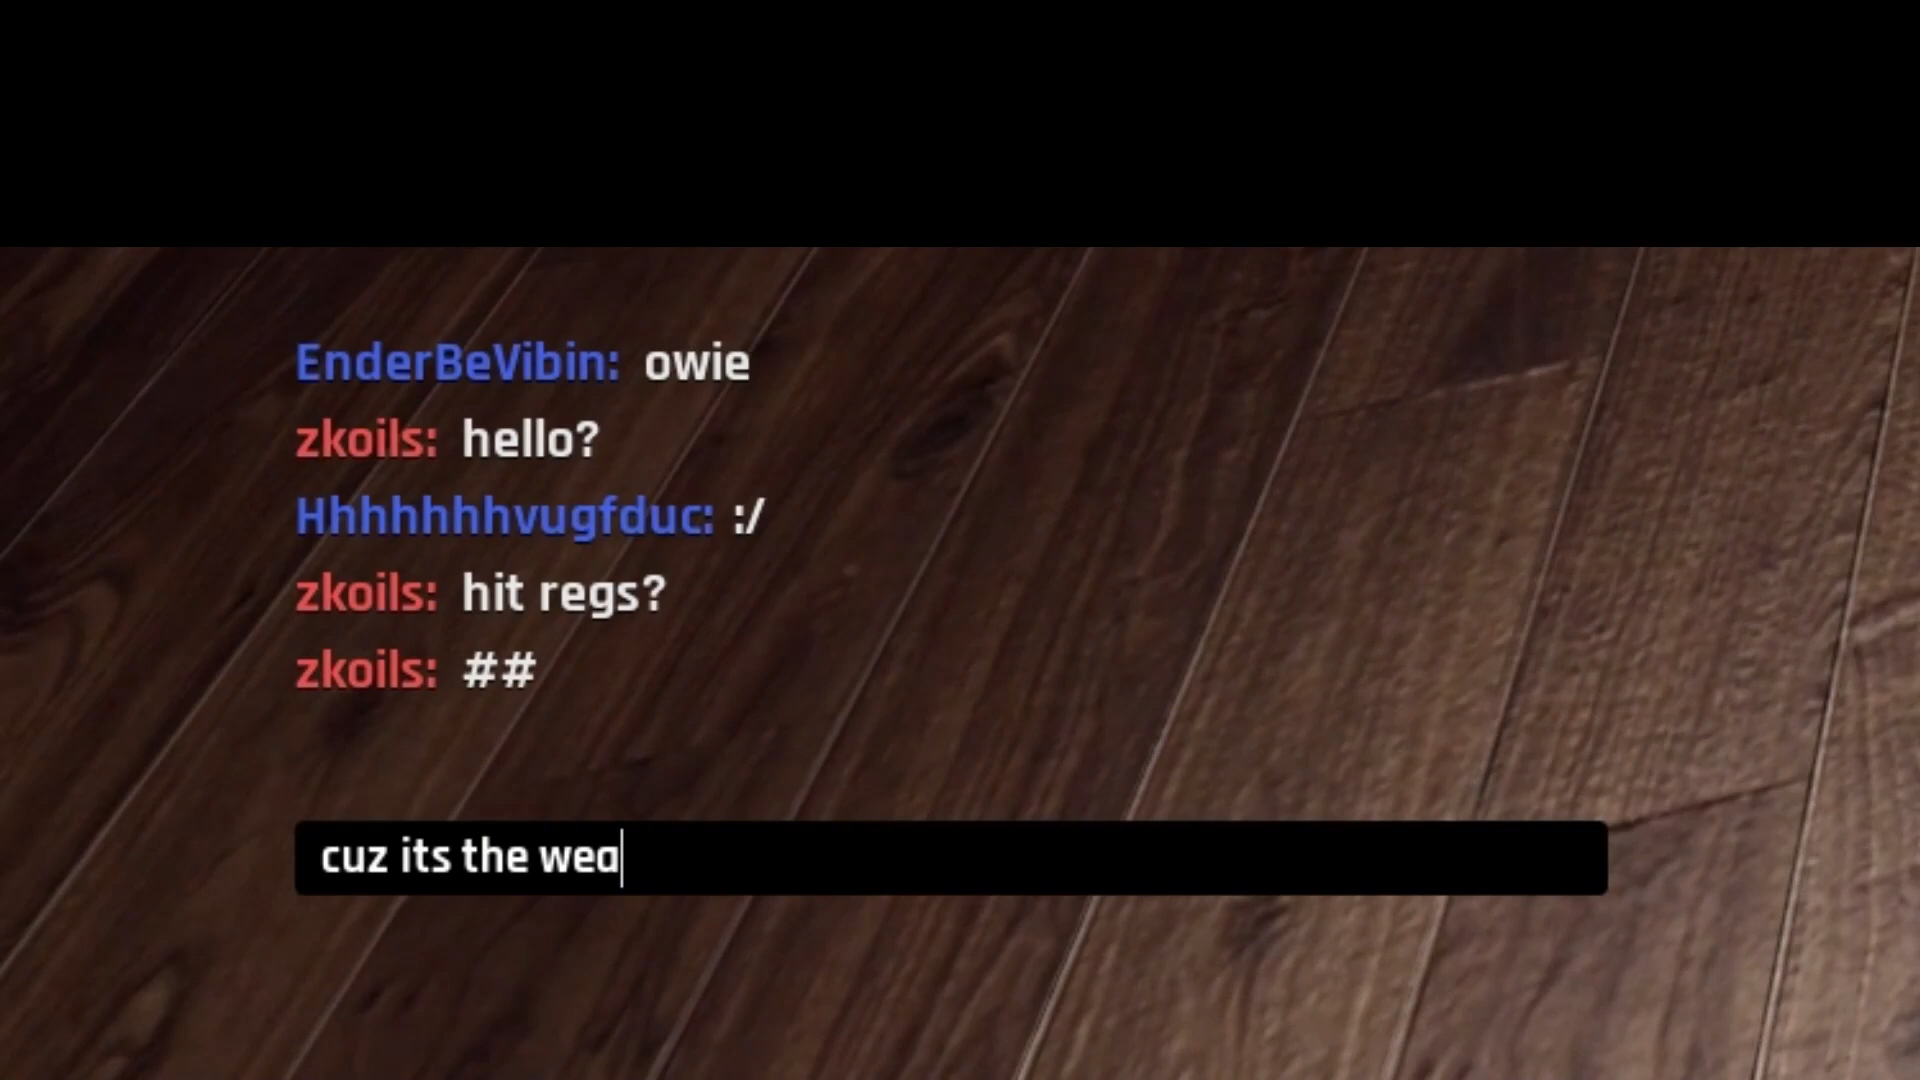 EnderBeVibin: owie
zkoils: hello?
Hhhhhhhvugfduc: :/
zkoils: hit regs?
zkoils: ##
cuz its the wea